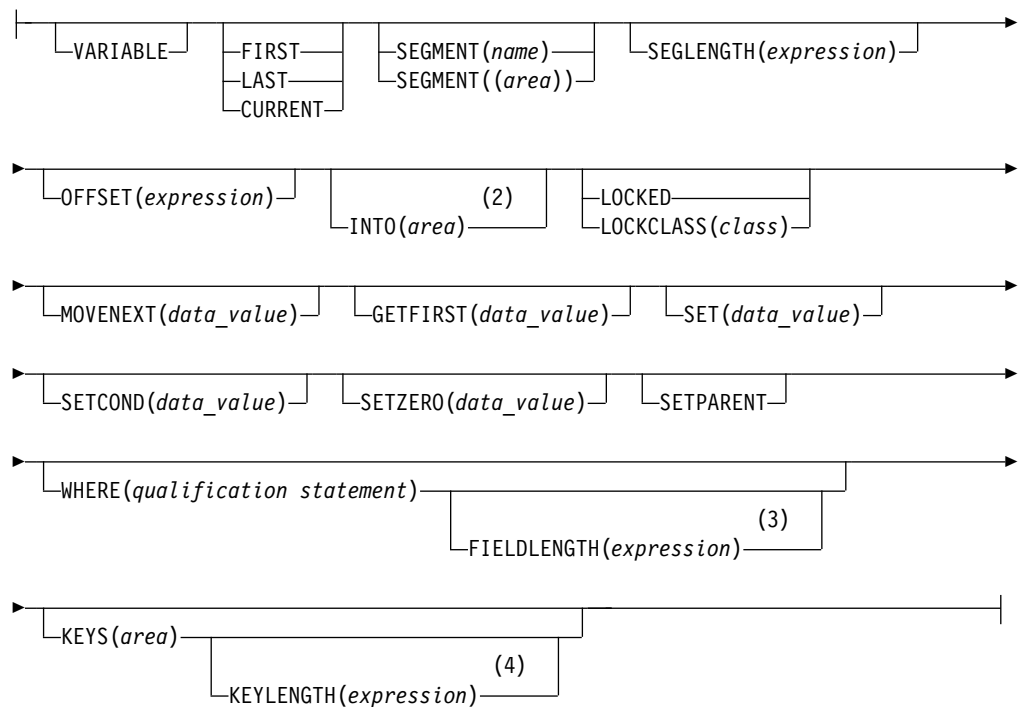 VARIABLE FIRST SEGMENT(name) SEGLENGTH(expression)
LAST SEGMENT((area))
CURRENT
OFFSET(expression) (2) LOCKED
INTO(area) LOCKCLASS(class)
MOVENEXT(data_value) GETFIRST(data_value) SET(data_value)
SETCOND(data_value) SETZERO(data_value) SETPARENT
WHERE(qualification statement)
(3)
FIELDLENGTH(expression)
KEYS(area)
(4)
KEYLENGTH(expression)